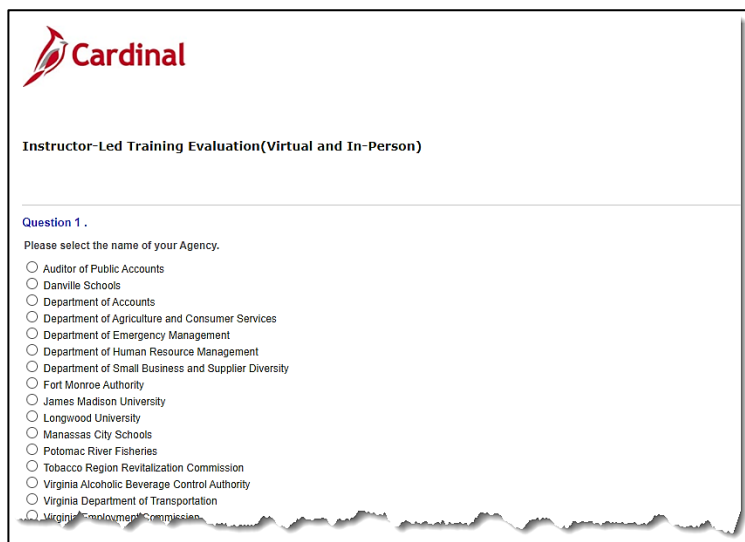 Cardinal
Instructor-Led Training Evaluation(Virtual and In-Person)
Question 1 .
Please select the name of your Agency.
Auditor of Public Accounts
Danville Schools
Department of Accounts
Department of Agriculture and Consumer Services
Department of Emergency Management
Department of Human Resource Management
Department of Small Business and Supplier Diversity
Fort Monroe Authority
James Madison University
Longwood University
Manassas City Schools
Potomac River Fisheries
Tobacco Region Revitalization Commission
Virginia Alcoholic Beverage Control Authority
Virginia Department of Transportation
Virginia Employment Commission